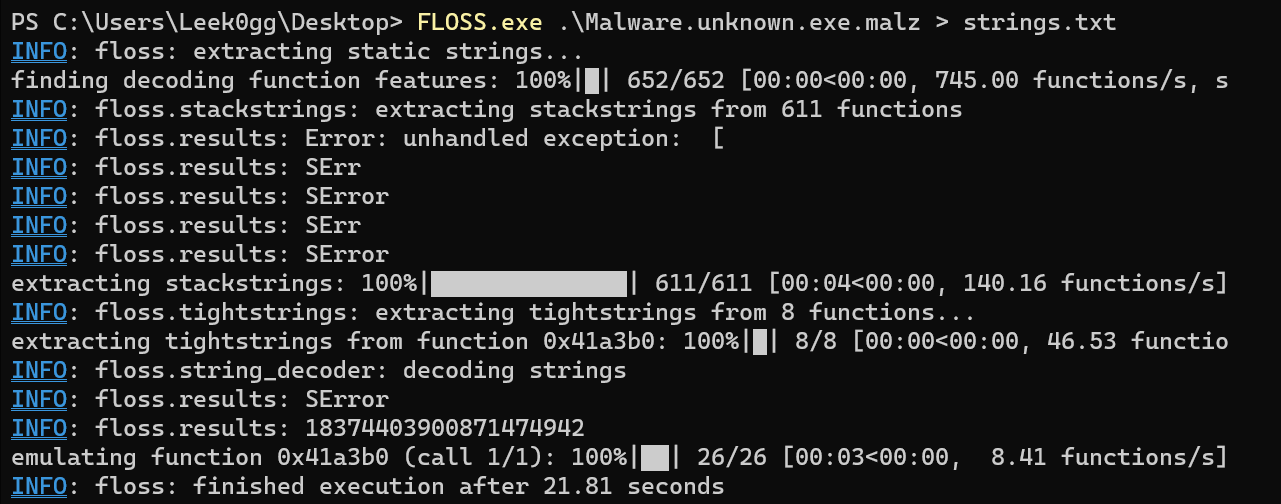 PS C:\Users\Leek0gg\Desktop> FLOSS.exe .\Malware.unknown.exe.malz > strings.txt
INFO: floss: extracting static strings...
finding decoding function features: 100%|█| 652/652 [00:00<00:00, 745.00 functions/s, s
INFO: floss.stackstrings: extracting stackstrings from 611 functions
INFO: floss.results: Error: unhandled exception:  [
INFO: floss.results: SErr
INFO: floss.results: SError
INFO: floss.results: SErr
INFO: floss.results: SError
extracting stackstrings: 100%|██████████████| 611/611 [00:04<00:00, 140.16 functions/s]
INFO: floss.tightstrings: extracting tightstrings from 8 functions...
extracting tightstrings from function 0x41a3b0: 100%|█| 8/8 [00:00<00:00, 46.53 functio
INFO: floss.string_decoder: decoding strings
INFO: floss.results: SError
INFO: floss.results: 18374403900871474942
emulating function 0x41a3b0 (call 1/1): 100%|██| 26/26 [00:03<00:00,  8.41 functions/s]
INFO: floss: finished execution after 21.81 seconds